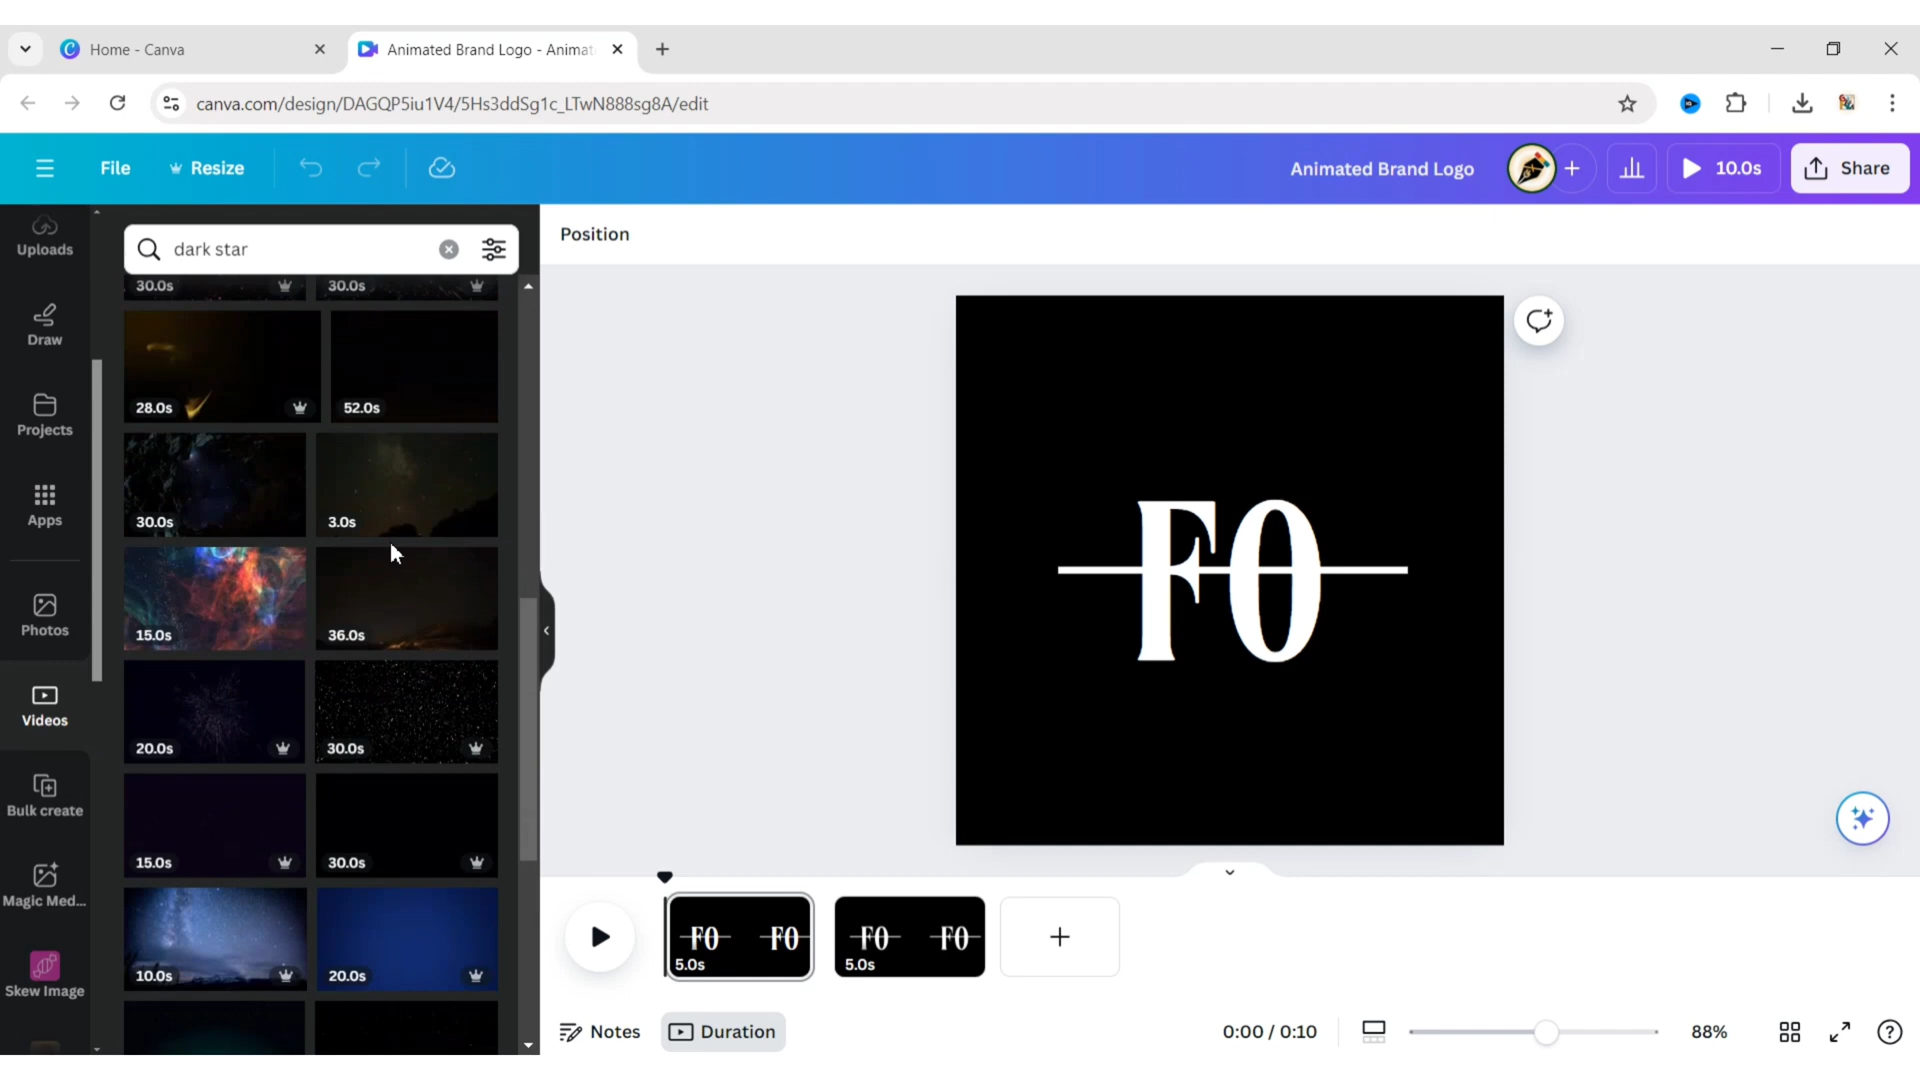 Home - Canva
Animated Brand Logo - Animat
canva.com/design/DAGQP5iu1V4/5Hs3ddSg1c_LTwN888sg8A/edit
File
Resize
Animated Brand Logo
10.0s
Share
Uploads
Draw
Projects
Apps
Photos
Videos
Bulk create
Magic Med...
Skew Image
dark star
30.0s
30.0s
28.0s
52.0s
30.0s
3.0s
15.0s
36.0s
20.0s
30.0s
15.0s
30.0s
10.0s
20.0s
Position
FO
FO FO
5.0s
FO FO
5.0s
Notes
Duration
0:00 / 0:10
88%